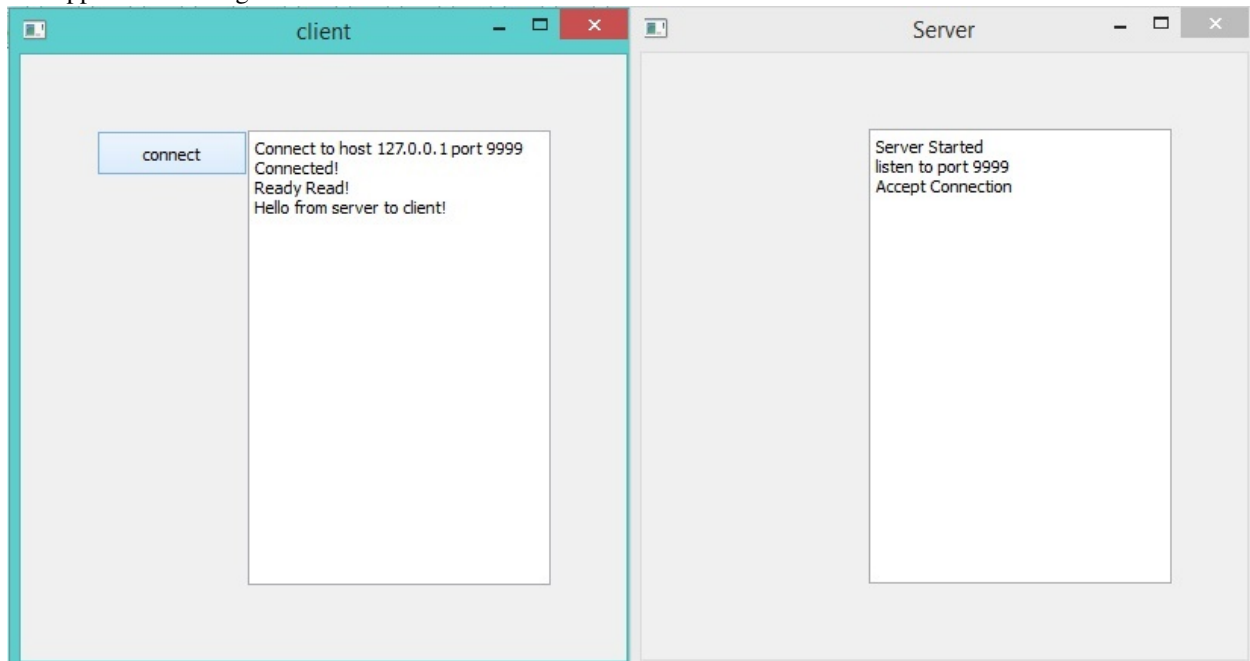 client
connect
Connect to host 127.0.0.1 port 9999
Connected!
Ready Read!
Hello from server to client!
Server
Server Started
listen to port 9999
Accept Connection